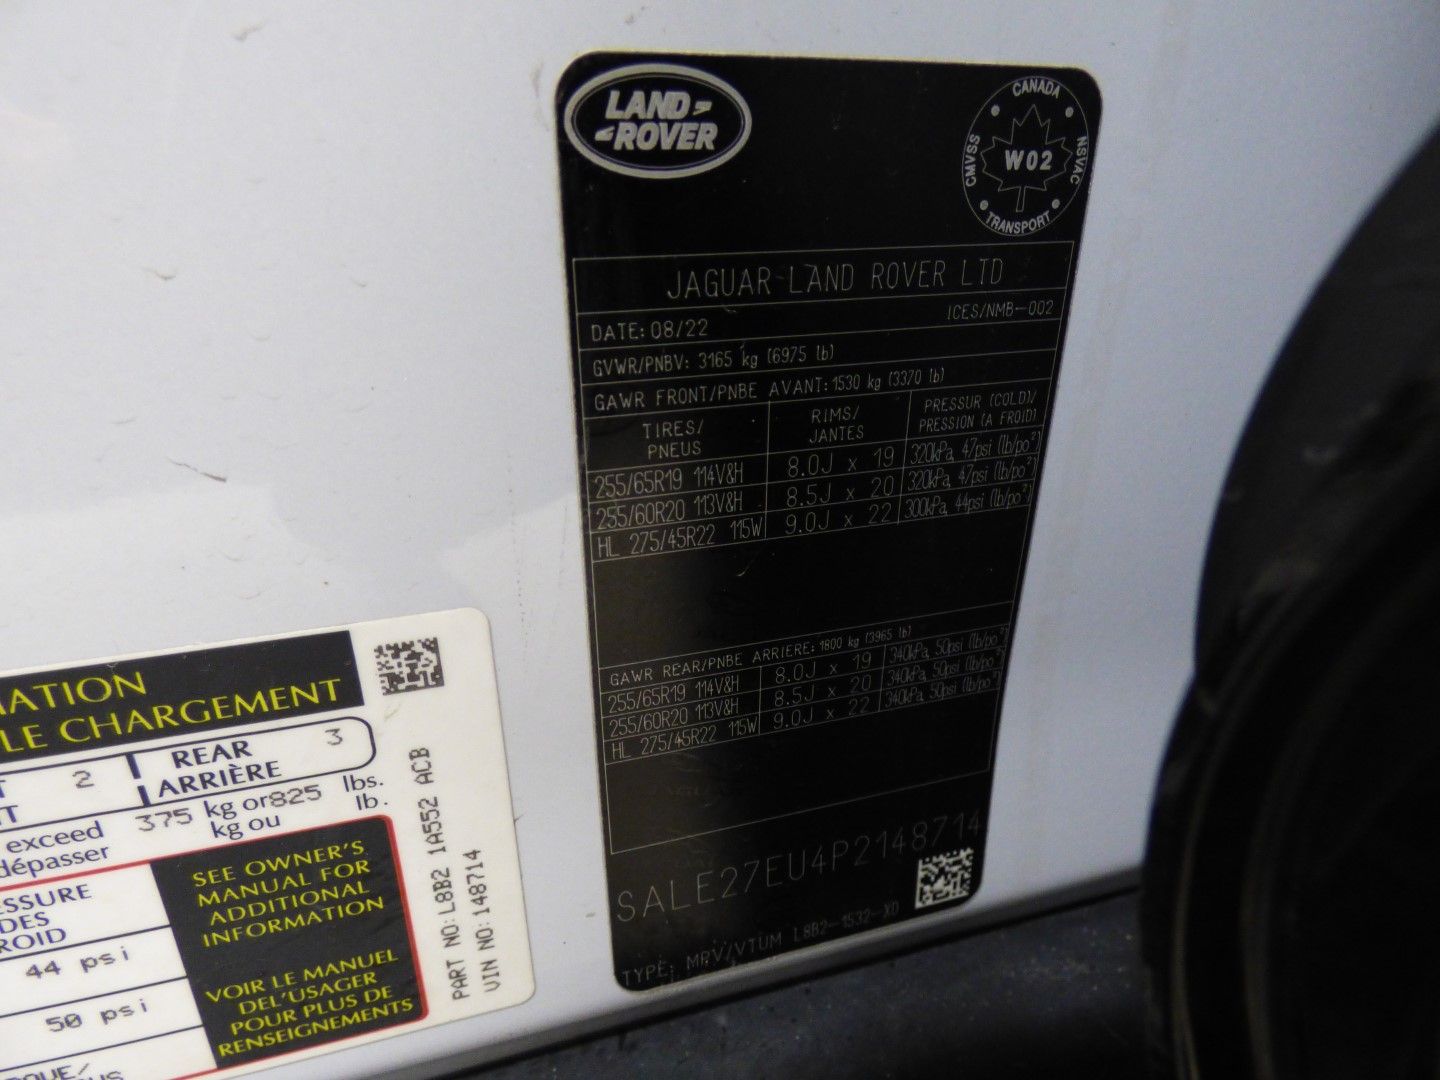 LAND
ROVER
CANADA
CMVSS
NSVAC
W02
TRANSPORT
JAGUAR LAND ROVER LTD
DATE: 08/22
ICES/NMB-002
GVWR/PNBV: 3165 kg (6975 lb)
GAWR FRONT/PNBE AVANT: 1530 kg (3370 lb)
TIRES/ RIMS/ PRESSUR (COLD)/
PNEUS JANTES PRESSION (A FROID)
255/65R19 114V&H 8.0J x 19 320kPa, 47psi (lb/po²)
255/60R20 113V&H 8.5J x 20 320kPa, 47psi (lb/po²)
HL 275/45R22 115W 9.0J x 22 300kPa, 44psi (lb/po²)
GAWR REAR/PNBE ARRIERE: 1800 kg (3965 lb)
255/65R19 114V&H 8.0J x 19 340kPa, 50psi (lb/po²)
255/60R20 113V&H 8.5J x 20 340kPa, 50psi (lb/po²)
HL 275/45R22 115W 9.0J x 22 340kPa, 50psi (lb/po²)
SALE27EU4P2148714
TYPE: MRV/VTUM L8B2-1532-XD
ATION
LE CHARGEMENT
T 2 REAR 3
NT ARRIÈRE
exceed 375 kg or 825 lbs.
dépasser kg ou lb.
ESSURE
DES
ROID
44 psi
50 psi
SEE OWNER'S
MANUAL FOR
ADDITIONAL
INFORMATION
VOIR LE MANUEL
DEL'USAGER
POUR PLUS DE
RENSEIGNEMENTS
PART NO: L8B2 1A552 ACB
VIN NO: 148714